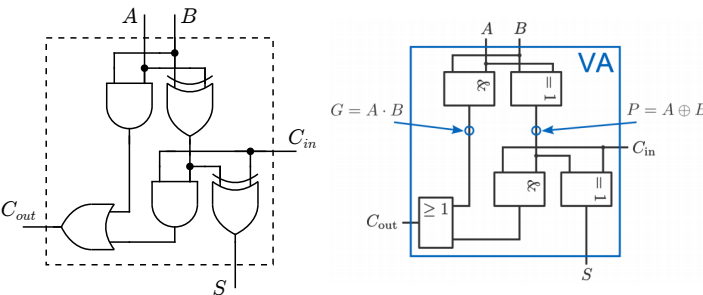 A B
C_in
C_out
S
A B
VA
& = 1
G = A · B
P = A ⊕ B
C_in
& = 1
≥ 1
C_out
S